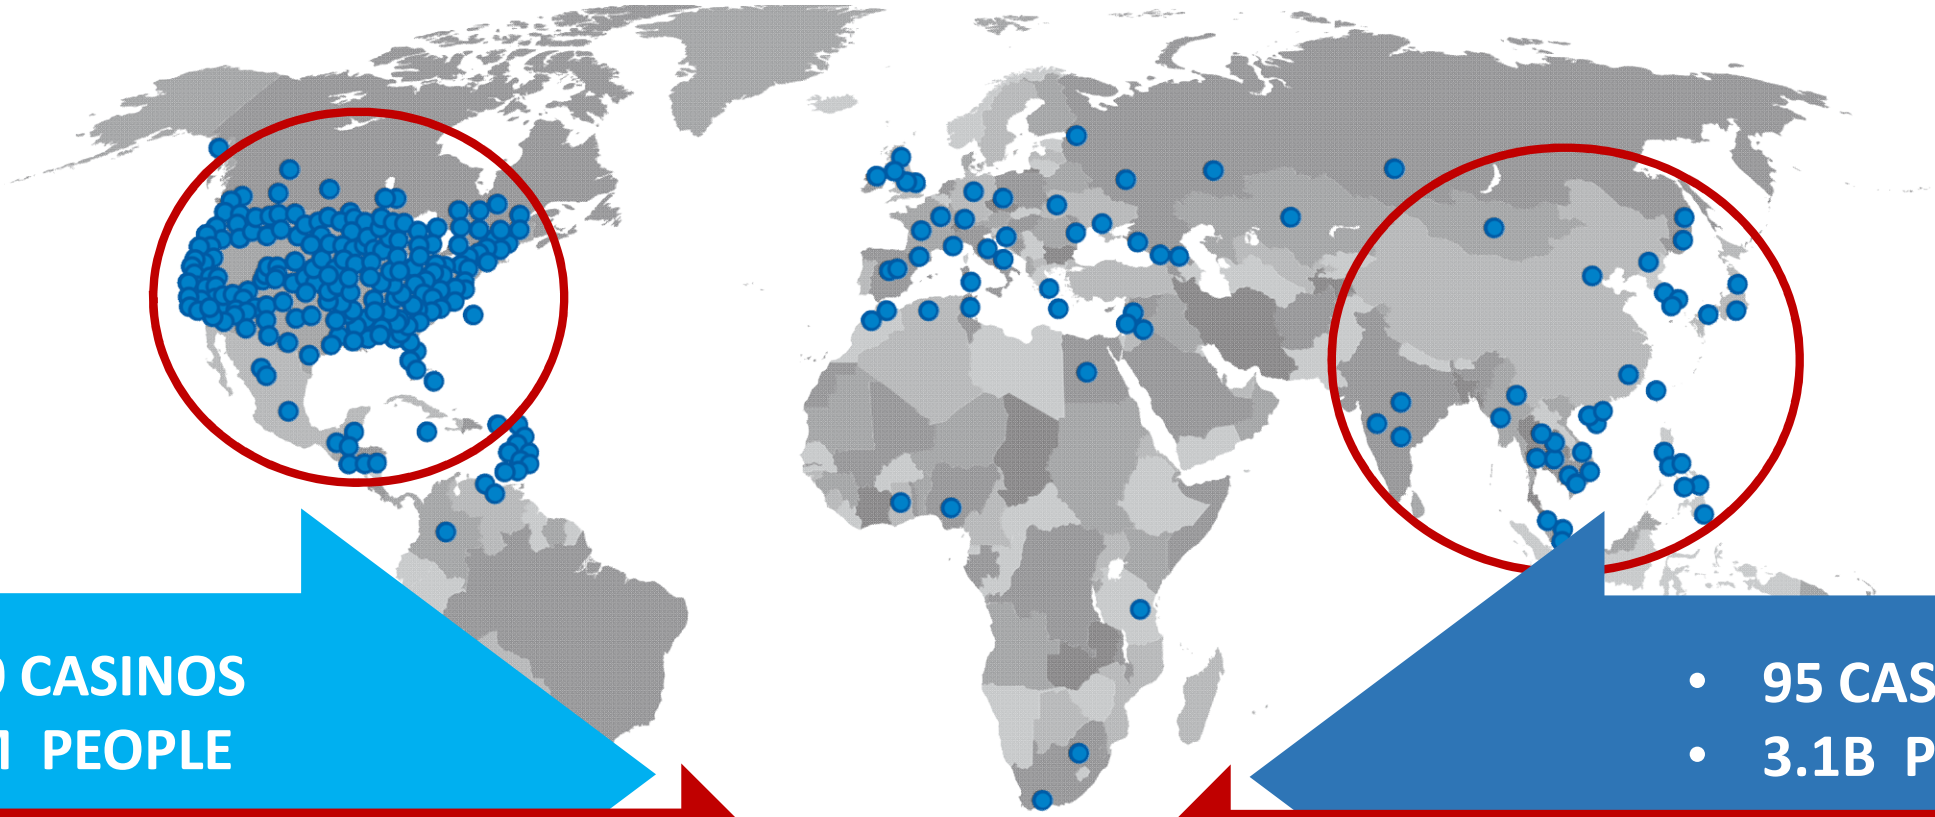 CASINOS
PEOPLE
• 95 CAS
• 3.1B P